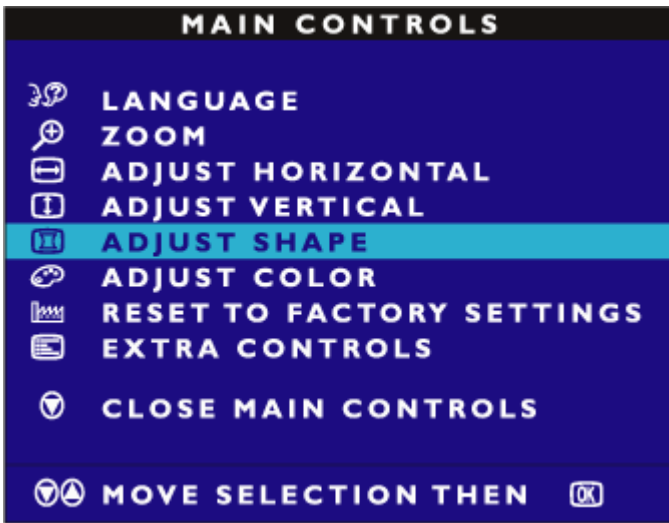 MAIN CONTROLS
LANGUAGE
ZOOM
ADJUST HORIZONTAL
ADJUST VERTICAL
ADJUST SHAPE
ADJUST COLOR
RESET TO FACTORY SETTINGS
EXTRA CONTROLS
CLOSE MAIN CONTROLS
MOVE SELECTION THEN OK